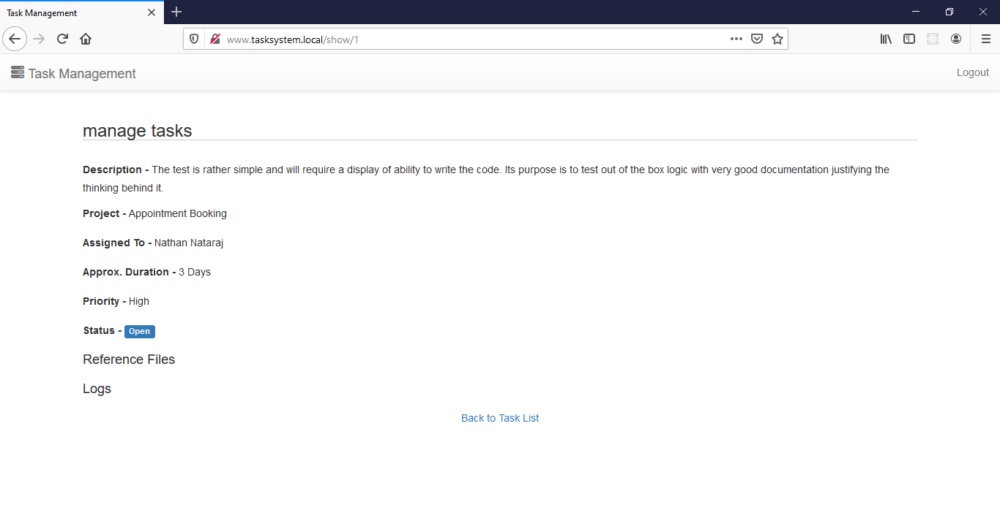 Task Management
www.tasksystem.local/show/1
Task Management
Logout
manage tasks
Description - The test is rather simple and will require a display of ability to write the code. Its purpose is to test out of the box logic with very good documentation justifying the
thinking behind it.
Project - Appointment Booking
Assigned To - Nathan Nataraj
Approx. Duration - 3 Days
Priority - High
Status - Open
Reference Files
Logs
Back to Task List